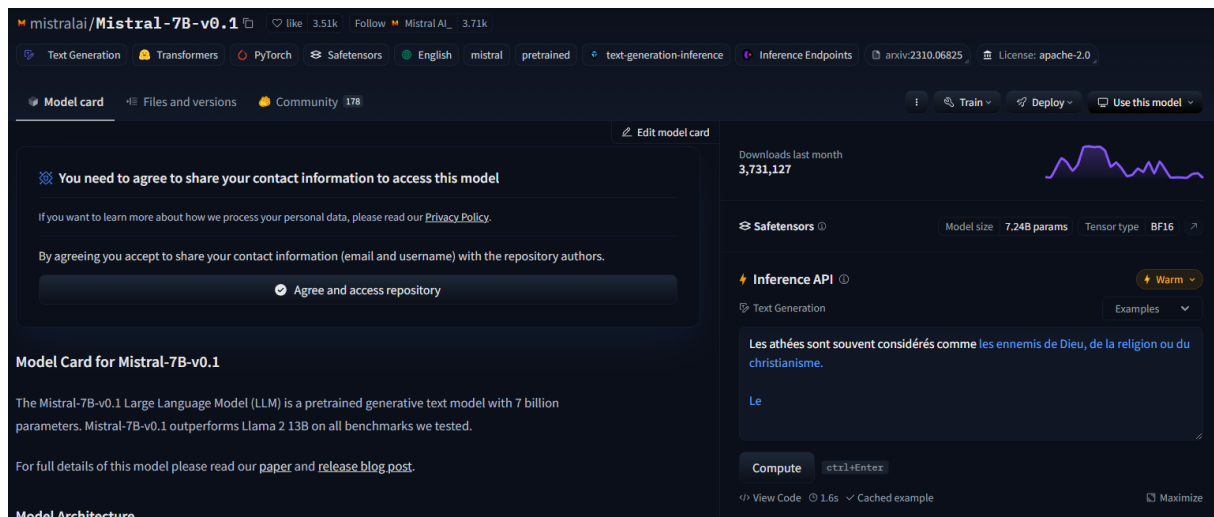 mistralai/Mistral-7B-v0.1 like 3.51k Follow Mistral AI_ 3.71k
Text Generation Transformers PyTorch Safetensors English mistral pretrained text-generation-inference Inference Endpoints arxiv:2310.06825 License: apache-2.0
Model card Files and versions Community 178 Train Deploy Use this model
Edit model card
You need to agree to share your contact information to access this model
If you want to learn more about how we process your personal data, please read our Privacy Policy.
By agreeing you accept to share your contact information (email and username) with the repository authors.
Agree and access repository
Model Card for Mistral-7B-v0.1
The Mistral-7B-v0.1 Large Language Model (LLM) is a pretrained generative text model with 7 billion
parameters. Mistral-7B-v0.1 outperforms Llama 2 13B on all benchmarks we tested.
For full details of this model please read our paper and release blog post.
Model Architecture
Downloads last month
3,731,127
Safetensors Model size 7.24B params Tensor type BF16
Inference API Warm
Text Generation Examples
Les athées sont souvent considérés comme les ennemis de Dieu, de la religion ou du
christianisme.
Le
Compute ctrl+Enter
</> View Code 1.6s Cached example Maximize